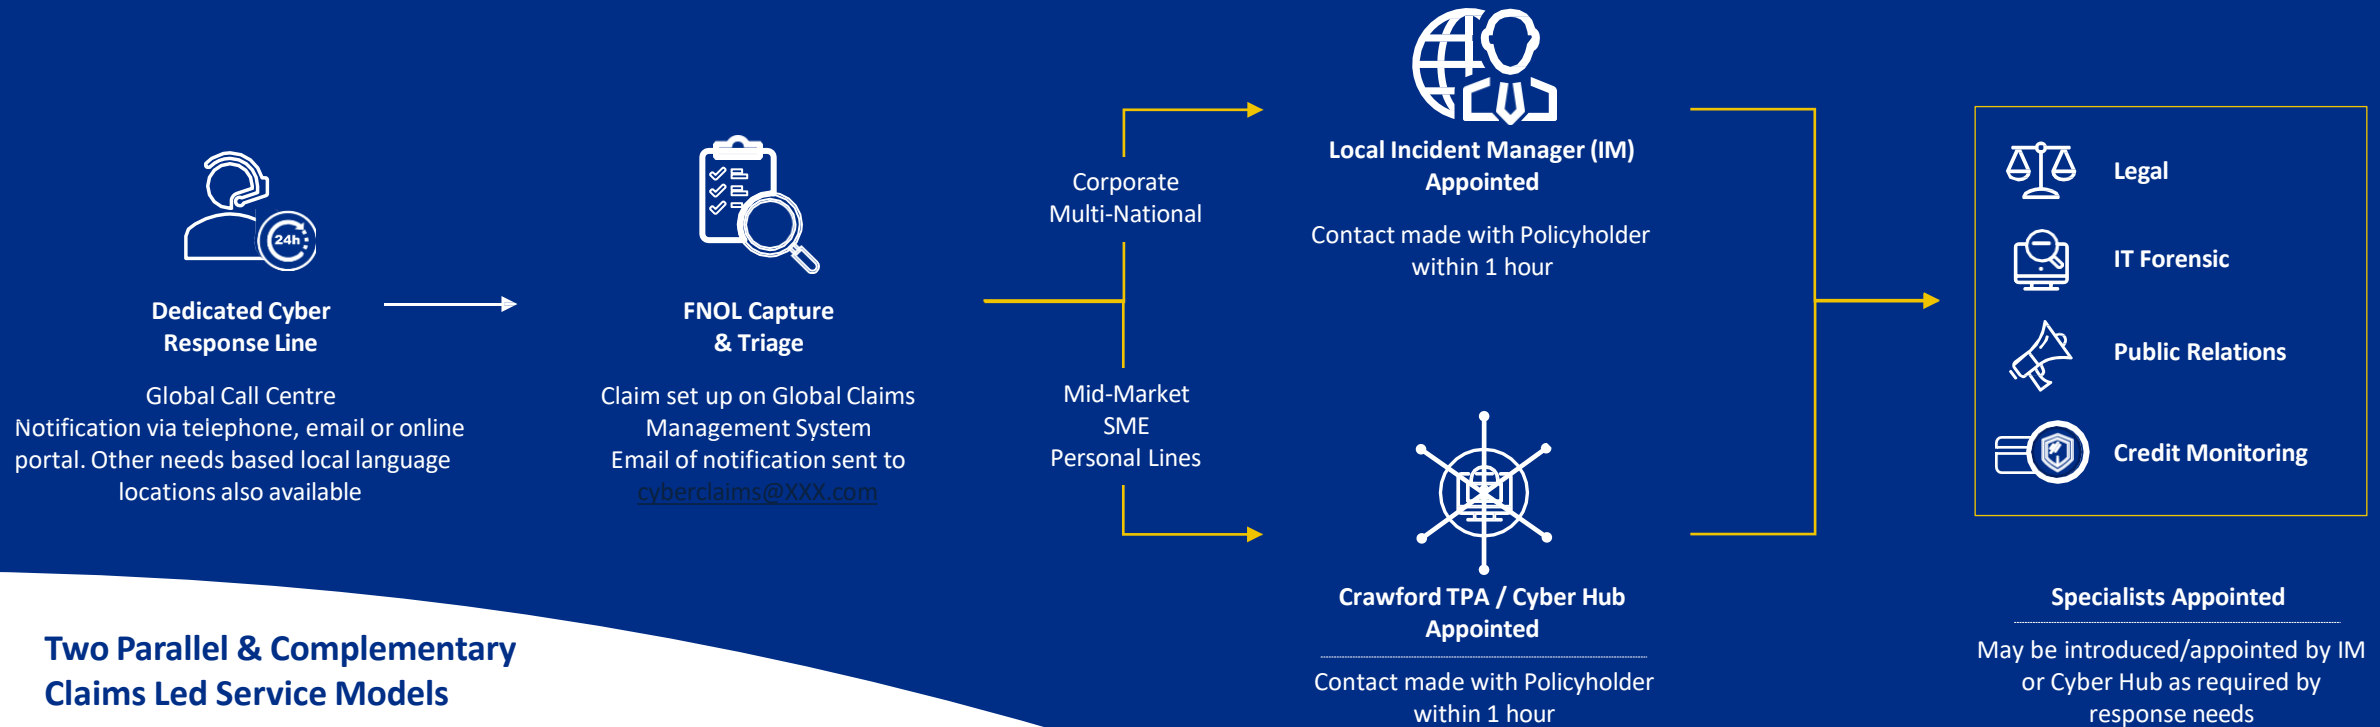 24h
Dedicated Cyber
Response Line
Global Call Centre
Notification via telephone, email or online
portal. Other needs based local language
locations also available
FNOL Capture
& Triage
Claim set up on Global Claims
Management System
Email of notification sent to
cyberclaims@XXX.com
Corporate
Multi-National
Mid-Market
SME
Personal Lines
Local Incident Manager (IM)
Appointed
Contact made with Policyholder
within 1 hour
Crawford TPA / Cyber Hub
Appointed
Contact made with Policyholder
within 1 hour
Legal
IT Forensic
Public Relations
Credit Monitoring
Specialists Appointed
May be introduced/appointed by IM
or Cyber Hub as required by
response needs
Two Parallel & Complementary
Claims Led Service Models